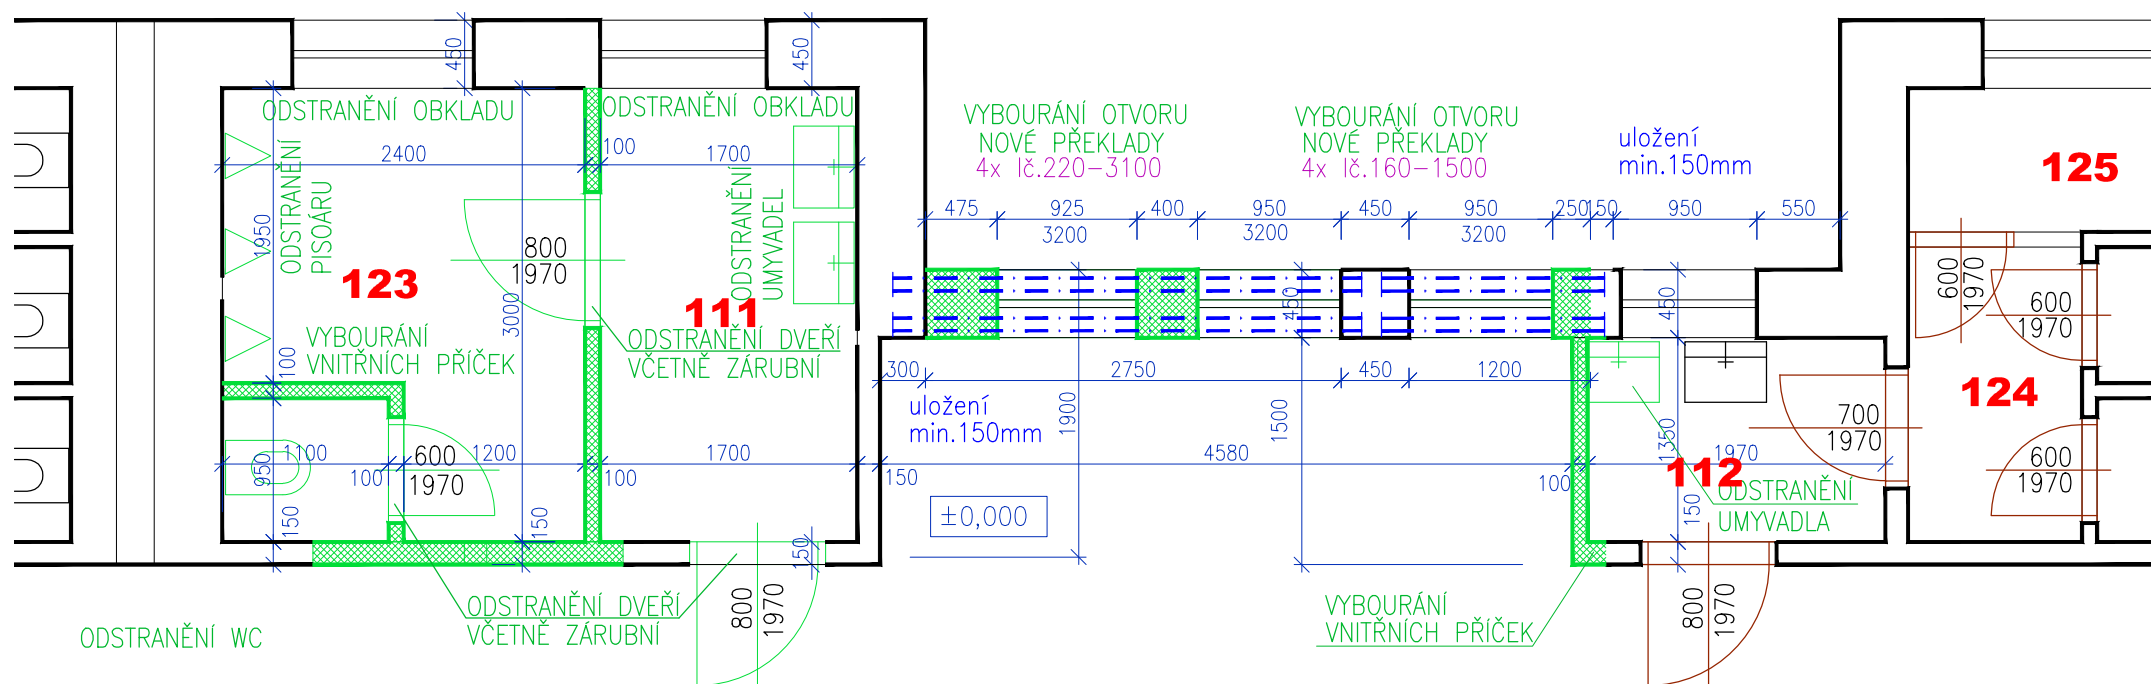 450
450
ODSTRANĚNÍ OBKLADU
ODSTRANĚNÍ OBKLADU
VYBOURÁNÍ OTVORU
NOVÉ PŘEKLADY
4x Ič.220-3100
VYBOURÁNÍ OTVORU
NOVÉ PŘEKLADY
4x Ič.160-1500
uložení
min.150mm
125
2400
100
1700
ODSTRANĚNÍ
PISOÁRU
ODSTRANĚNÍ
UMYVADEL
1950
475
925
400
950
450
950
250
150
950
550
3200
3200
3200
800
1970
123
111
3000
600
1970
600
1970
450
450
VYBOURÁNÍ
VNITŘNÍCH PŘÍČEK
ODSTRANĚNÍ DVEŘÍ
VČETNĚ ZÁRUBNÍ
100
300
2750
450
1200
124
uložení
min.150mm
1900
1500
1350
700
1970
1100
950
100
600
1970
1200
100
1700
150
4580
100
1970
112
600
1970
ODSTRANĚNÍ
UMYVADLA
150
150
150
150
±0,000
800
1970
800
1970
ODSTRANĚNÍ DVEŘÍ
VČETNĚ ZÁRUBNÍ
VYBOURÁNÍ
VNITŘNÍCH PŘÍČEK
ODSTRANĚNÍ WC